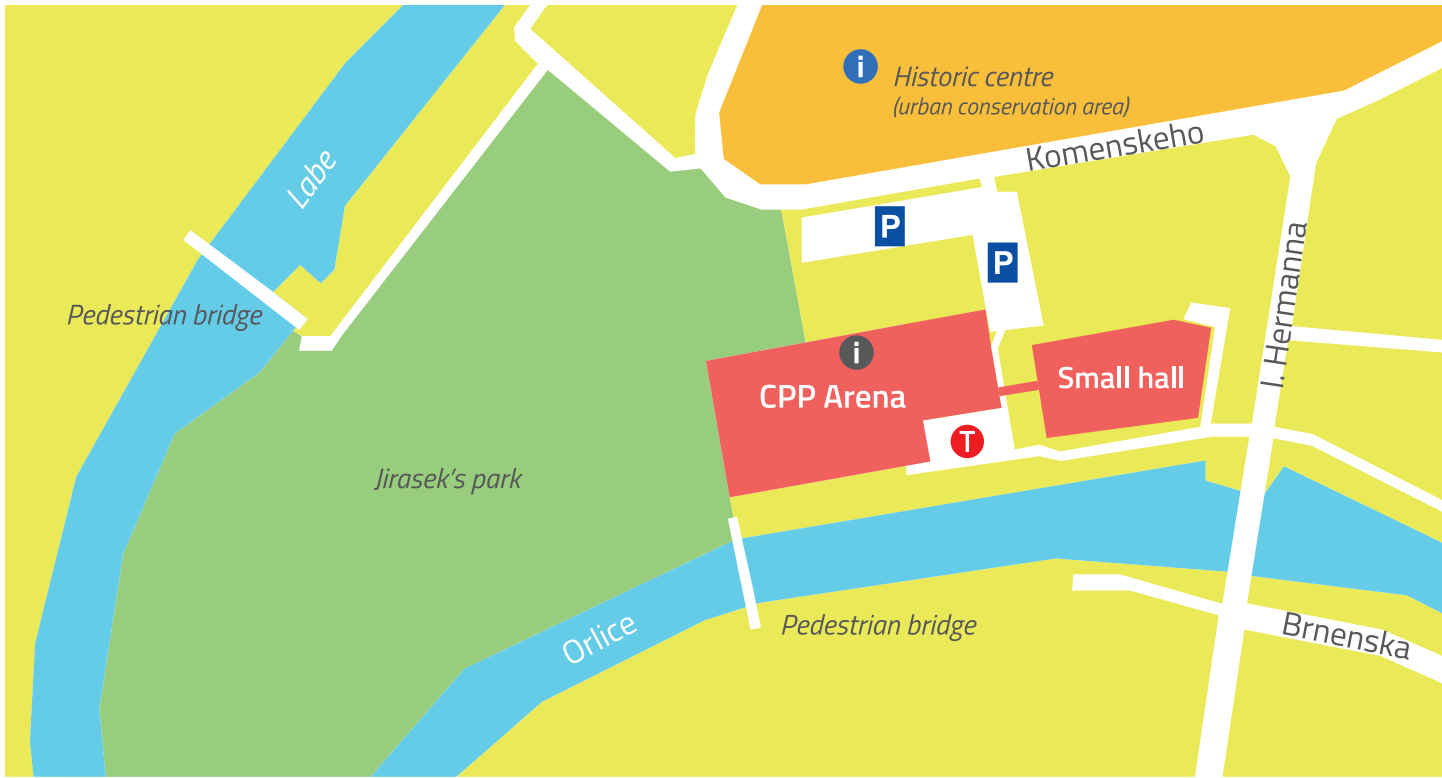 i
Historic centre
(urban conservation area)
Komenskeho
Labe
P
P
I. Hermanna
Pedestrian bridge
i
CPP Arena
Small hall
T
Jirasek's park
Orlice
Pedestrian bridge
Brnenska